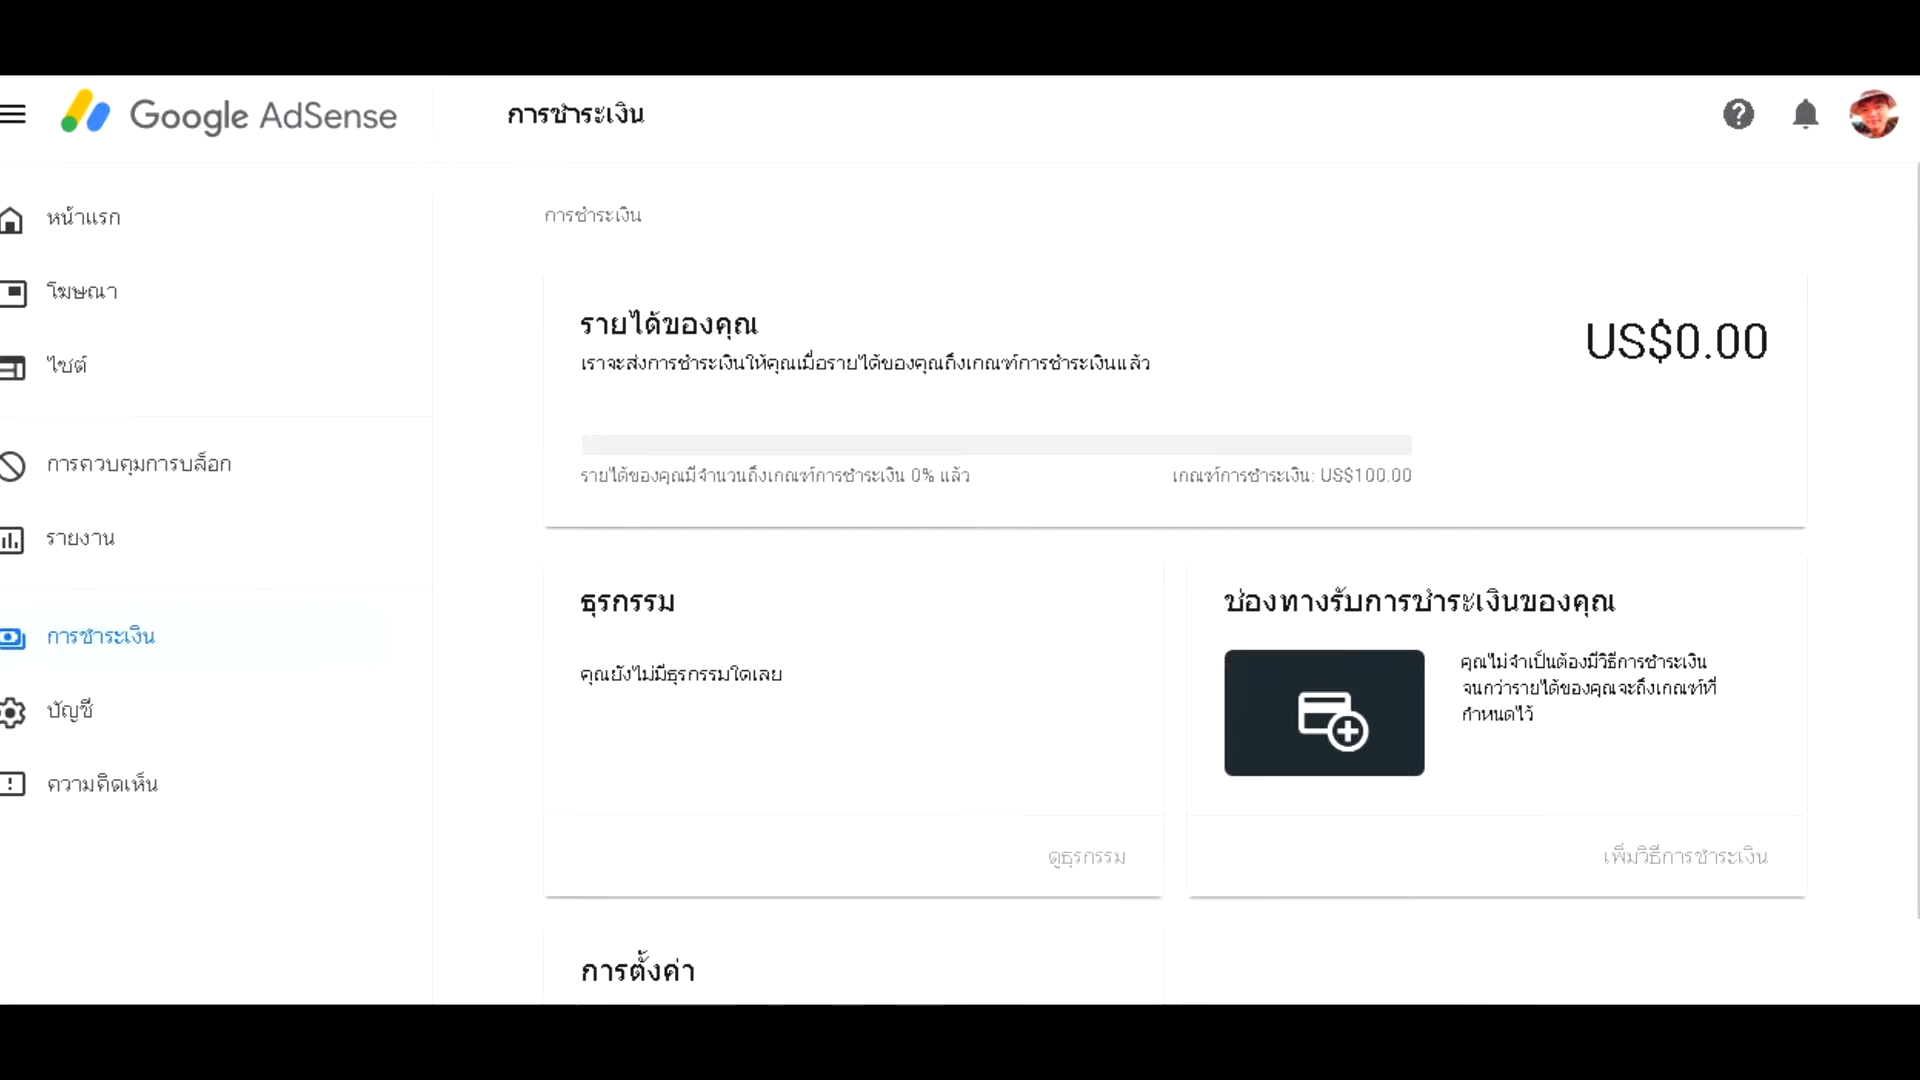 Google AdSense
การชำระเงิน
หน้าแรก
โฆษณา
ไซต์
การควบคุมการบล็อก
รายงาน
การชำระเงิน
บัญชี
ความคิดเห็น
การชำระเงิน
รายได้ของคุณ
US$0.00
เราจะส่งการชำระเงินให้คุณเมื่อรายได้ของคุณถึงเกณฑ์การชำระเงินแล้ว
รายได้ของคุณมีจำนวนถึงเกณฑ์การชำระเงิน 0% แล้ว
เกณฑ์การชำระเงิน: US$100.00
ธุรกรรม
คุณยังไม่มีธุรกรรมใดเลย
ดูธุรกรรม
ช่องทางรับการชำระเงินของคุณ
คุณไม่จำเป็นต้องมีวิธีการชำระเงิน
จนกว่ารายได้ของคุณจะถึงเกณฑ์ที่
กำหนดไว้
เพิ่มวิธีการชำระเงิน
การตั้งค่า